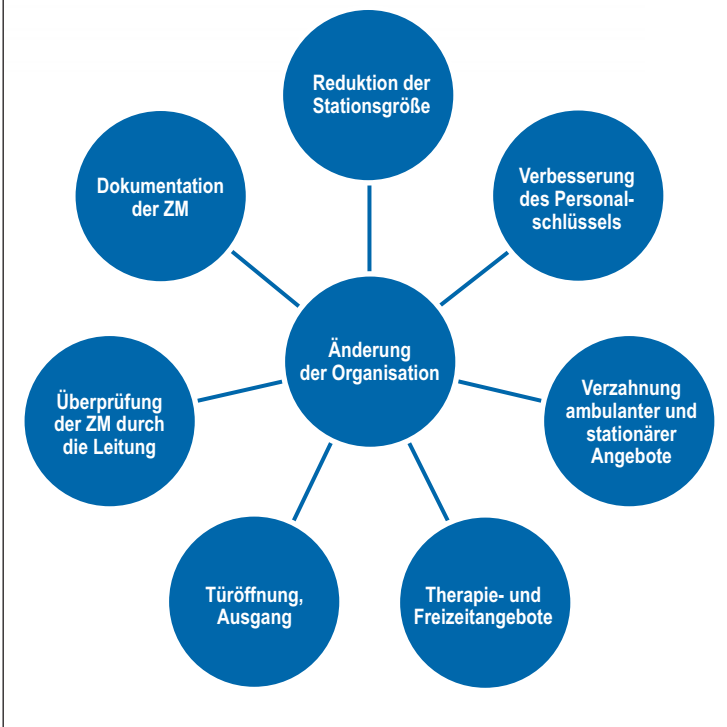 Reduktion der
Stationsgröße
Verbesserung
des Personal-
schlüssels
Verzahnung
ambulanter und
stationärer
Angebote
Therapie- und
Freizeitangebote
Türöffnung,
Ausgang
Überprüfung
der ZM durch
die Leitung
Dokumentation
der ZM
Änderung
der Organisation